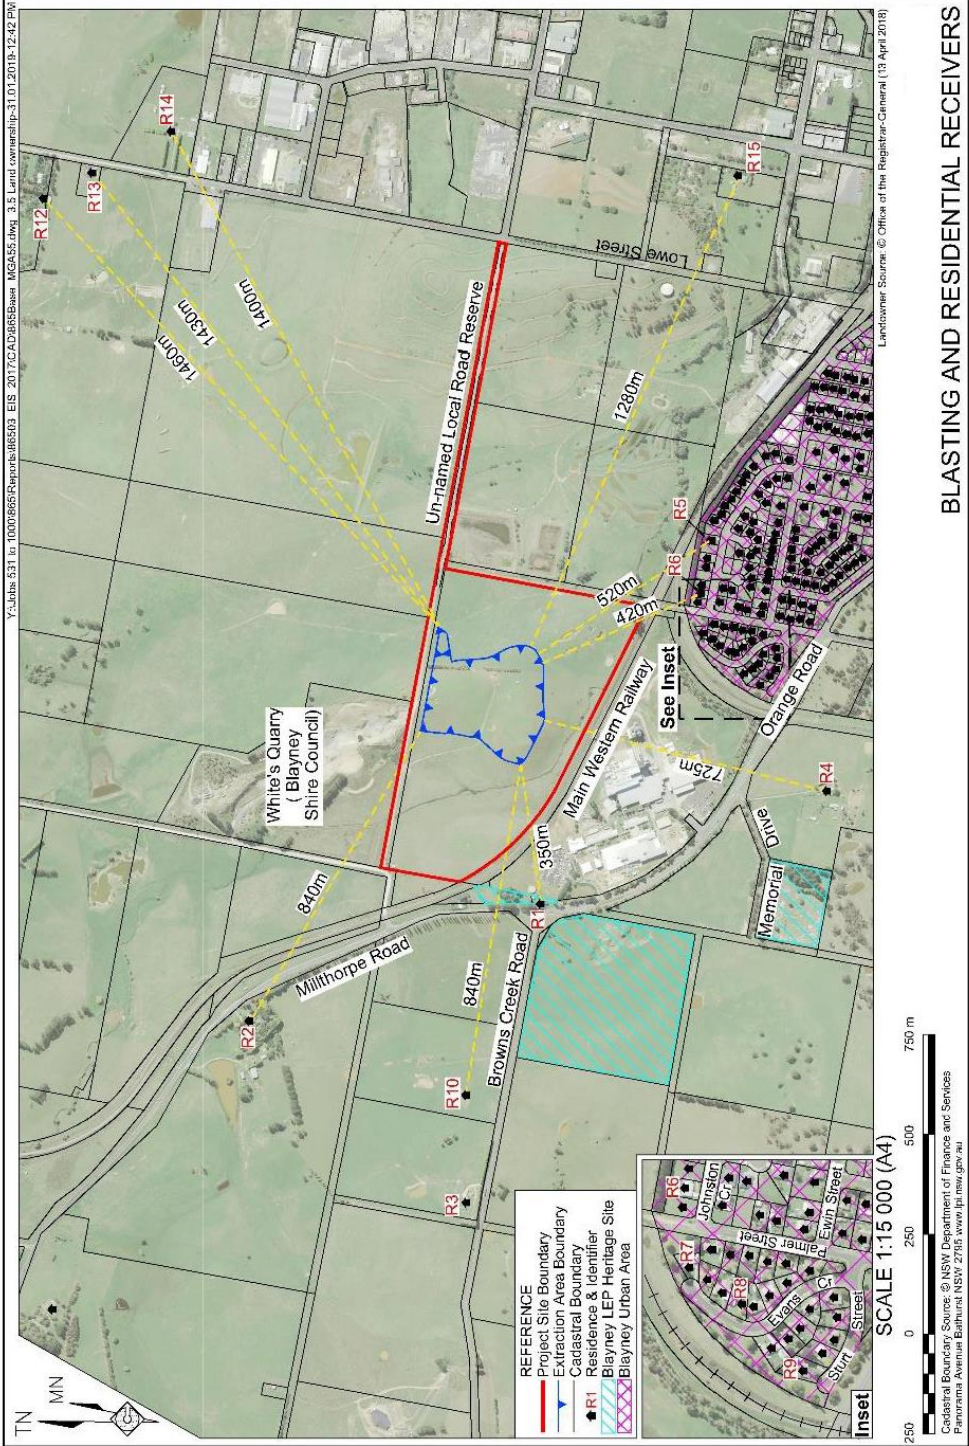 Y:\Jobs 531 to 1000\865\Reports\86503_EIS_2017\CAD\865Base_MGA55.dwg_3.5 Land ownership-31.01.2019-12:42 PM
TN
MN
R12
R13
R14
1460m
1430m
1400m
White's Quarry
( Blayney
Shire Council)
Un-named Local Road Reserve
Lowe Street
R2
840m
Millthorpe Road
R10
840m
R3
Browns Creek Road
R1
350m
Main Western Railway
420m
520m
1280m
R15
R5
R6
See Inset
725m
R4
Orange Road
Memorial
Drive
REFERENCE
Project Site Boundary
Extraction Area Boundary
Cadastral Boundary
R1
Residence & Identifier
Blayney LEP Heritage Site
Blayney Urban Area
R6
Johnston
Cr
R7
Palmer Street
Ewin Street
R8
Evans
Cr
R9
Sturt
Street
Inset
SCALE 1:15 000 (A4)
250
0
250
500
750 m
Cadastral Boundary Source: © NSW Department of Finance and Services
Panorama Avenue Bathurst NSW 2795 www.lpi.nsw.gov.au
Landowner Source: © Office of the Registrar-General (13 April 2018)
BLASTING AND RESIDENTIAL RECEIVERS